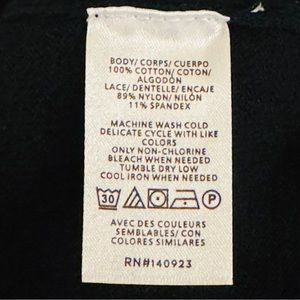 BODY/ CORPS/ CUERPO
100% COTTON/ COTON/
ALGODÓN
LACE/ DENTELLE/ ENCAJE
89% NYLON/ NILÓN
11% SPANDEX
MACHINE WASH COLD
DELICATE CYCLE WITH LIKE
COLORS
ONLY NON-CHLORINE
BLEACH WHEN NEEDED
TUMBLE DRY LOW
COOL IRON WHEN NEEDED
30
AVEC DES COULEURS
SEMBLABLES/ CON
COLORES SIMILARES
RN#140923